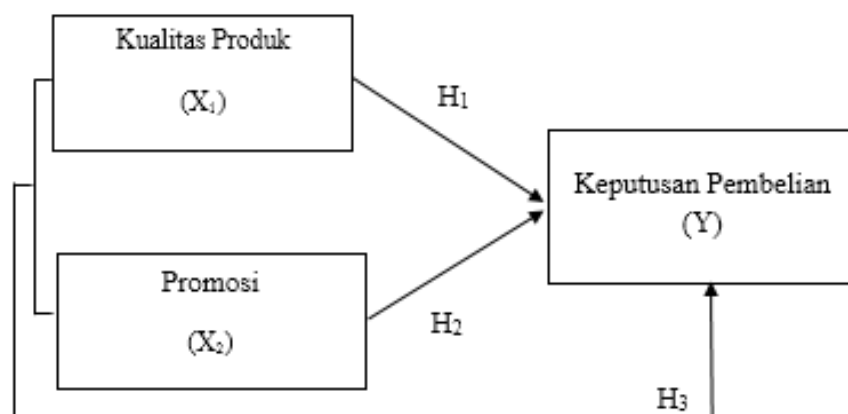 Kualitas Produk
(X₁)
H₁
Keputusan Pembelian
(Y)
Promosi
(X₂)
H₂
H₃